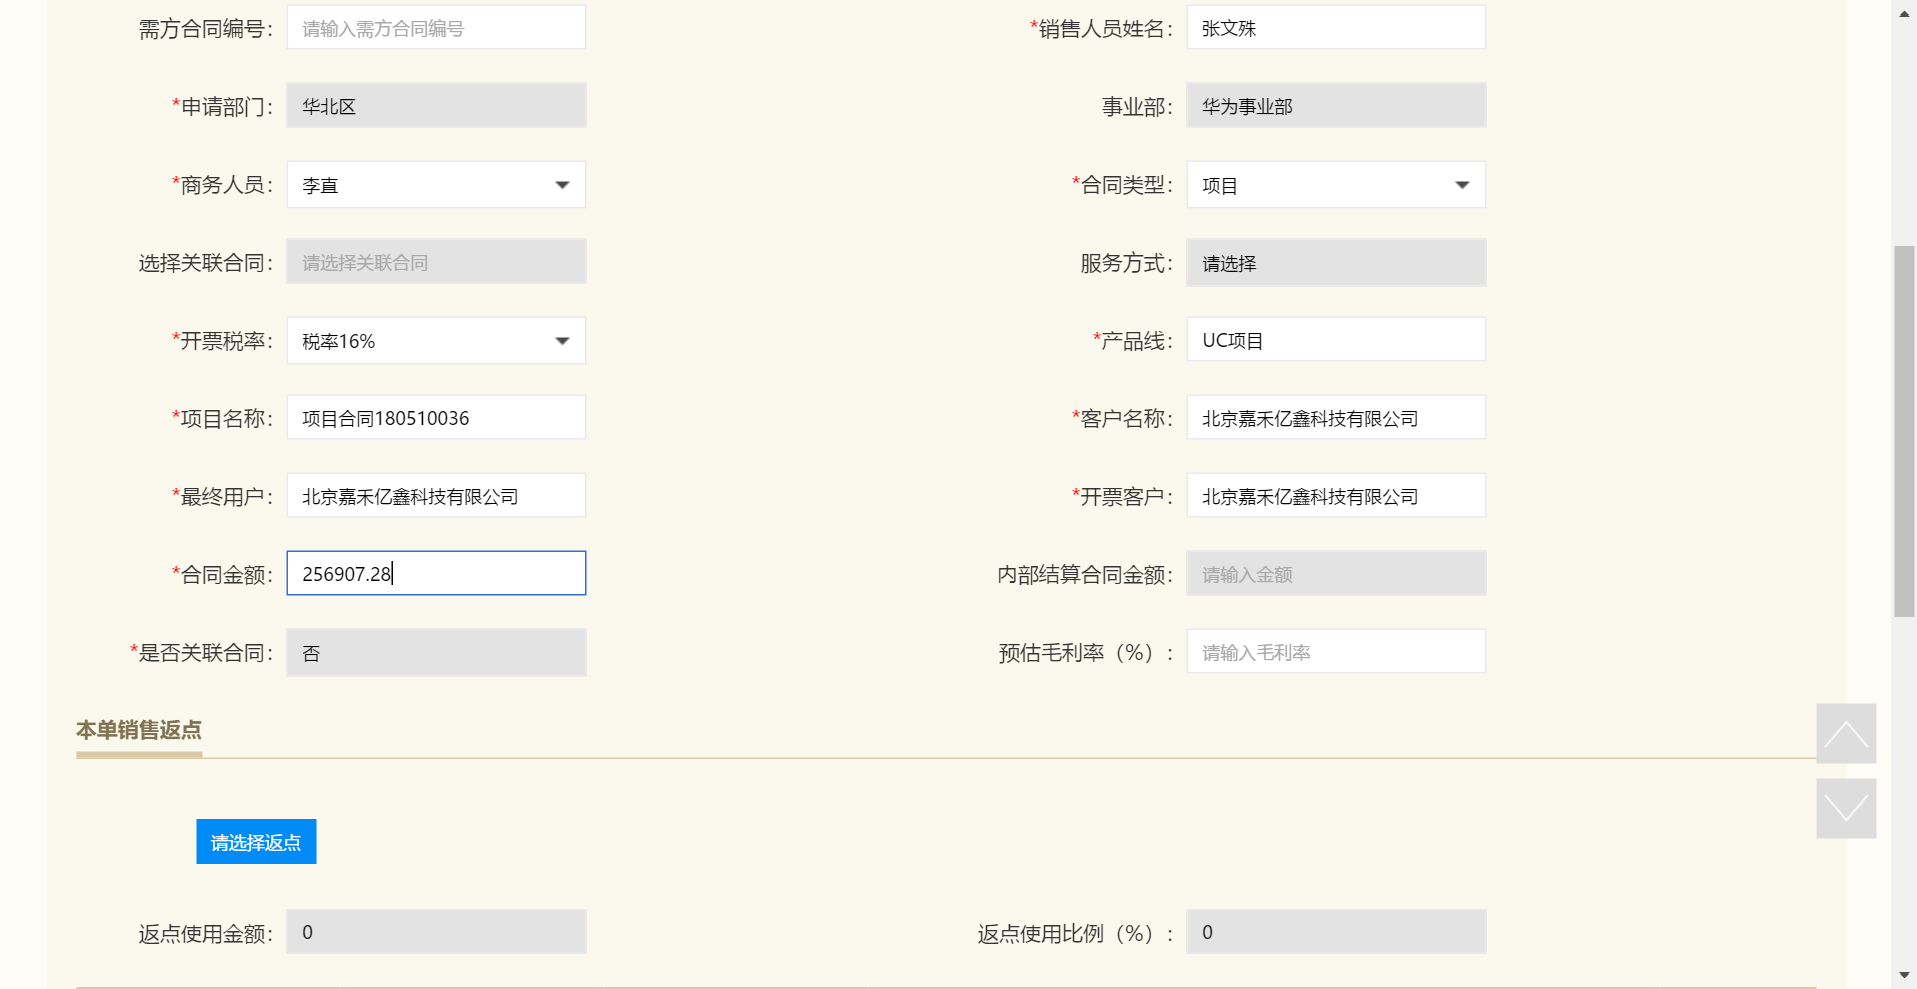 需方合同编号： 请输入需方合同编号
*销售人员姓名： 张文殊
*申请部门： 华北区
事业部： 华为事业部
*商务人员： 李直
*合同类型： 项目
选择关联合同： 请选择关联合同
服务方式： 请选择
*开票税率： 税率16%
*产品线： UC项目
*项目名称： 项目合同180510036
*客户名称： 北京嘉禾亿鑫科技有限公司
*最终用户： 北京嘉禾亿鑫科技有限公司
*开票客户： 北京嘉禾亿鑫科技有限公司
*合同金额： 256907.28
内部结算合同金额： 请输入金额
*是否关联合同： 否
预估毛利率（%）： 请输入毛利率
本单销售返点
请选择返点
返点使用金额： 0
返点使用比例（%）： 0